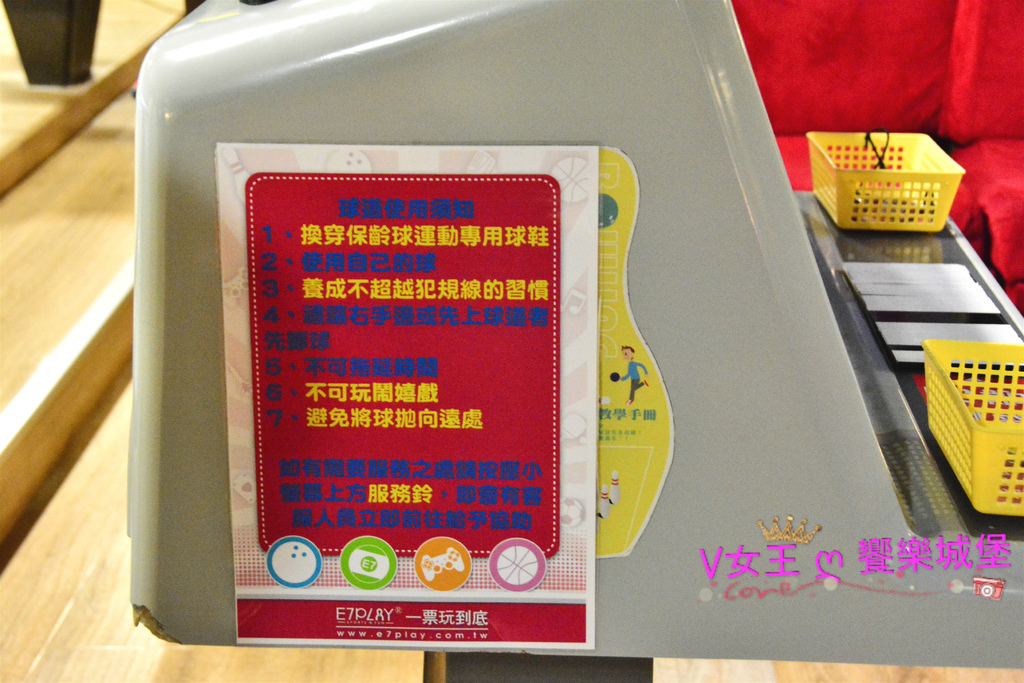 球道使用須知
1、換穿保齡球運動專用球鞋
2、使用自己的球
3、養成不超越犯規線的習慣
4、禮讓右手邊或先上球道者
先擲球
5、不可拖延時間
6、不可玩鬧嬉戲
7、避免將球拋向遠處
如有需要服務之處請按壓小
螢幕上方服務鈴，即會有客
服人員立即前往給予協助
E7
E7PLAY® 一票玩到底
SPORTS 'N FUN
www.e7play.com.tw
教學手冊
V女王 ღ 饗樂城堡
Love